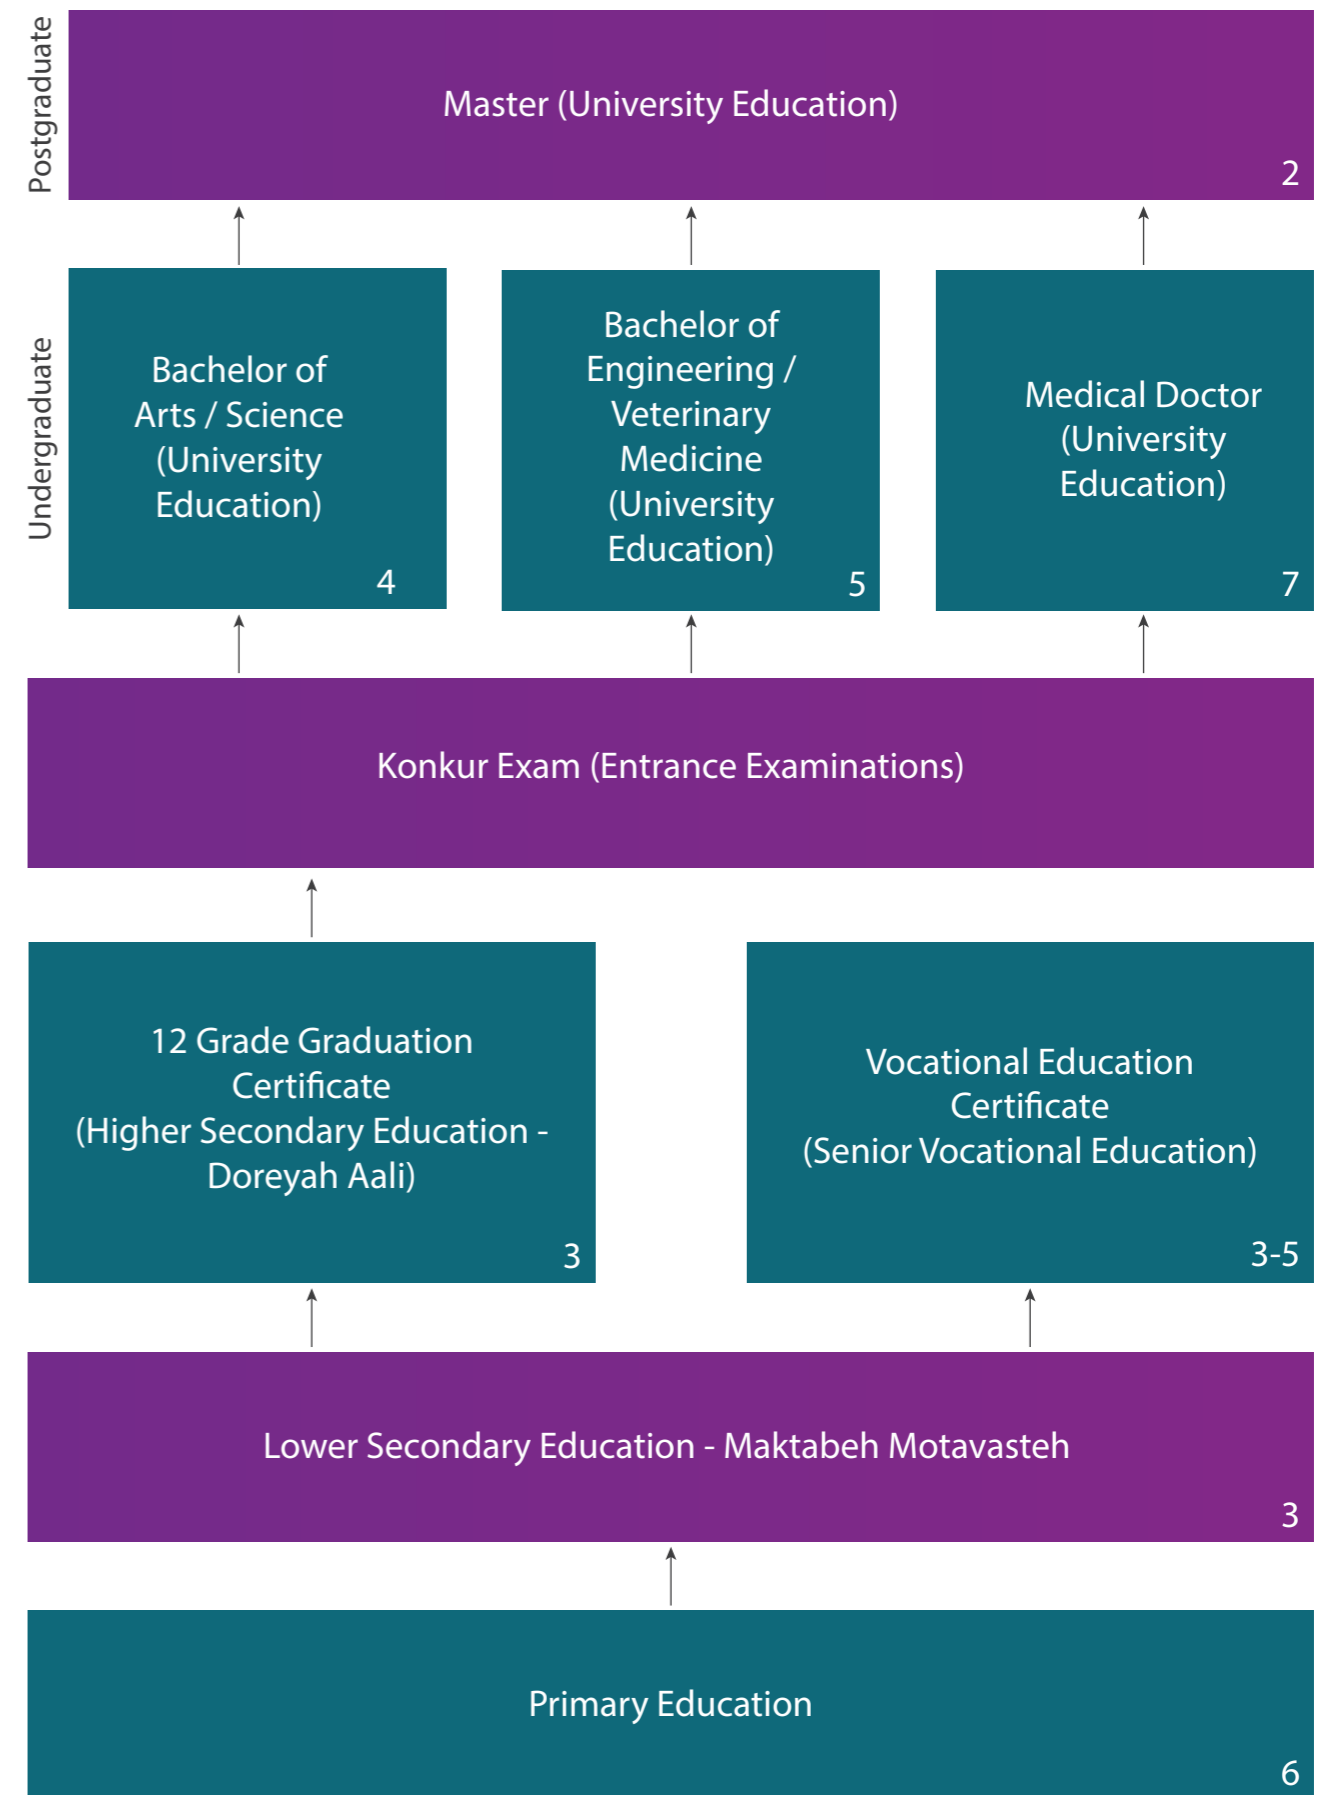 Postgraduate
Master (University Education)
2
Undergraduate
Bachelor of
Arts / Science
(University
Education)
4
Bachelor of
Engineering /
Veterinary
Medicine
(University
Education)
5
Medical Doctor
(University
Education)
7
Konkur Exam (Entrance Examinations)
12 Grade Graduation
Certificate
(Higher Secondary Education -
Doreyah Aali)
3
Vocational Education
Certificate
(Senior Vocational Education)
3-5
Lower Secondary Education - Maktabeh Motavasteh
3
Primary Education
6